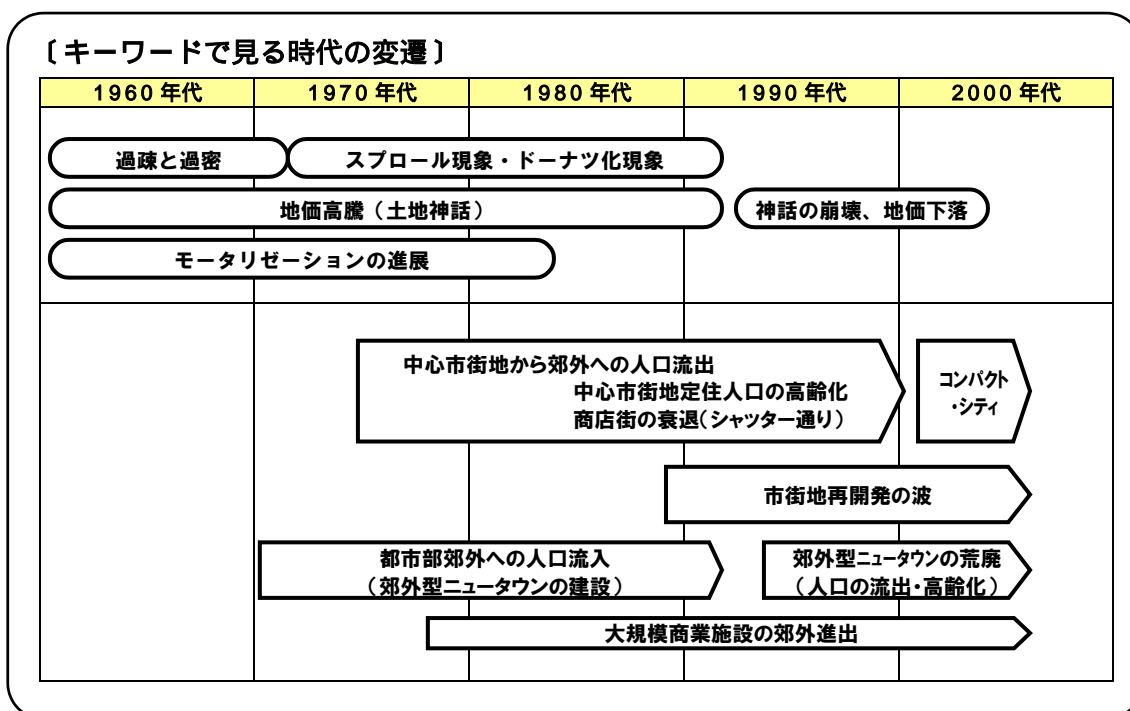 〔キーワードで見る時代の変遷〕
1960年代
1970年代
1980年代
1990年代
2000年代
過疎と過密
スプロール現象・ドーナツ化現象
地価高騰（土地神話）
神話の崩壊、地価下落
モータリゼーションの進展
中心市街地から郊外への人口流出
中心市街地定住人口の高齢化
商店街の衰退（シャッター通り）
コンパクト
・シティ
市街地再開発の波
都市部郊外への人口流入
（郊外型ニュータウンの建設）
郊外型ニュータウンの荒廃
（人口の流出・高齢化）
大規模商業施設の郊外進出